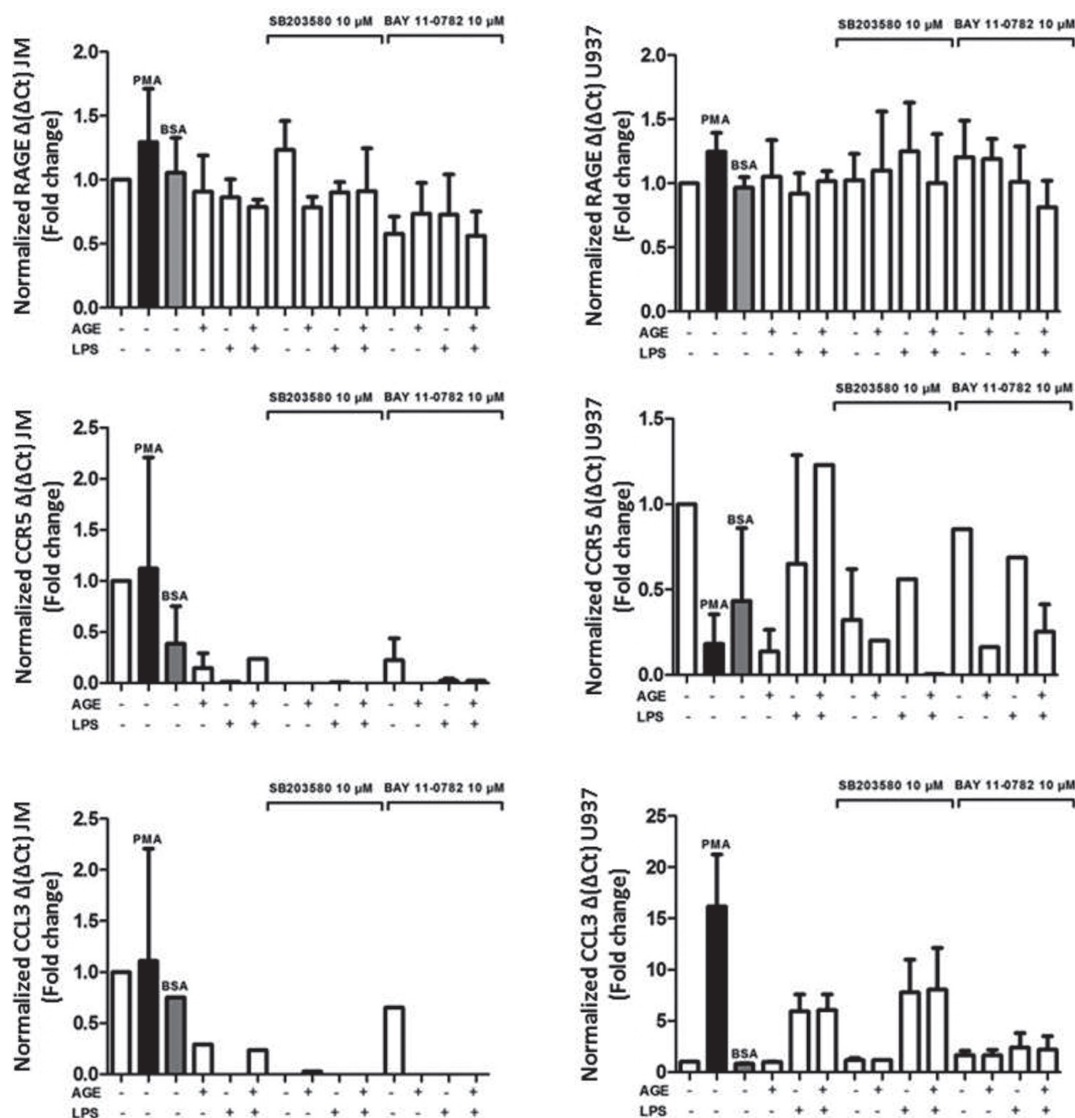 SB203580 10 µM BAY 11-0782 10 µM
Normalized RAGE Δ(ΔCt) JM
(Fold change)
2.0
1.5
1.0
0.5
0.0
PMA
BSA
AGE - - - + - + - + - + - + - +
LPS - - - - + + - - + + - - + +
SB203580 10 µM BAY 11-0782 10 µM
Normalized RAGE Δ(ΔCt) U937
(Fold change)
2.0
1.5
1.0
0.5
0.0
PMA
BSA
AGE - - - + - + - + - + - + - +
LPS - - - - + + - - + + - - + +
SB203580 10 µM BAY 11-0782 10 µM
Normalized CCR5 Δ(ΔCt) JM
(Fold change)
2.5
2.0
1.5
1.0
0.5
0.0
PMA
BSA
AGE - - - + - + - + - + - + - +
LPS - - - - + + - - + + - - + +
SB203580 10 µM BAY 11-0782 10 µM
Normalized CCR5 Δ(ΔCt) U937
(Fold change)
1.5
1.0
0.5
0.0
PMA
BSA
AGE - - - + - + - + - + - + - +
LPS - - - - + + - - + + - - + +
SB203580 10 µM BAY 11-0782 10 µM
Normalized CCL3 Δ(ΔCt) JM
(Fold change)
2.5
2.0
1.5
1.0
0.5
0.0
PMA
BSA
AGE - - - + - + - + - + - + - +
LPS - - - - + + - - + + - - + +
SB203580 10 µM BAY 11-0782 10 µM
Normalized CCL3 Δ(ΔCt) U937
(Fold change)
25
20
15
10
5
0
PMA
BSA
AGE - - - + - + - + - + - + - +
LPS - - - - + + - - + + - - + +